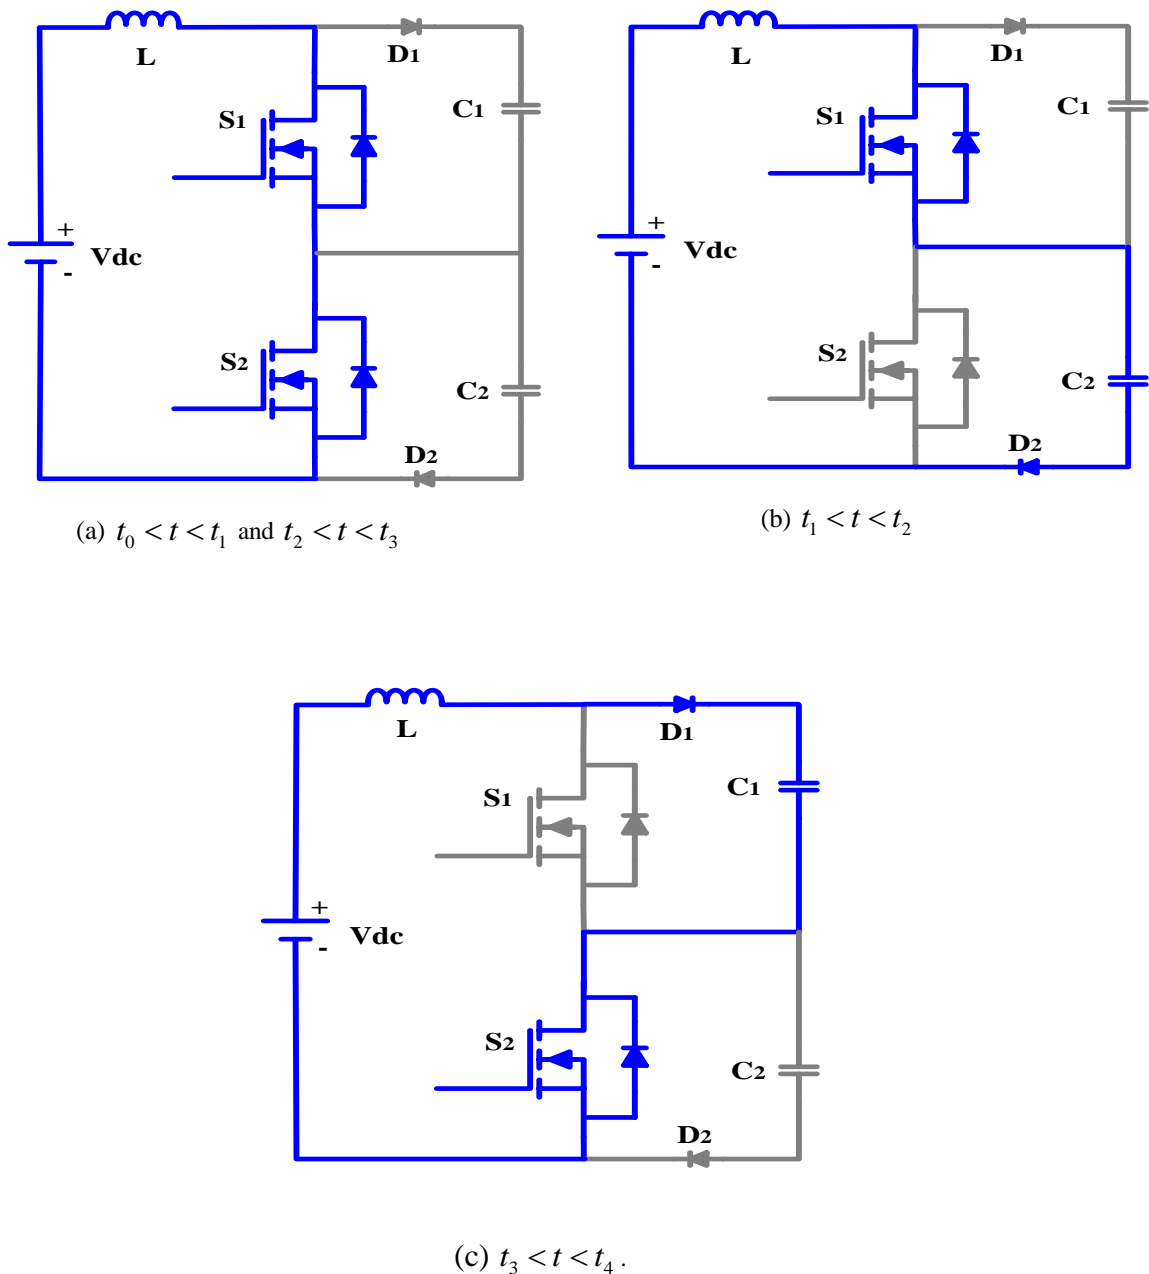 L
D1
C1
S1
+
Vdc
-
S2
C2
D2
(a) t₀ < t < t₁ and t₂ < t < t₃
L
D1
C1
S1
+
Vdc
-
S2
C2
D2
(b) t₁ < t < t₂
L
D1
C1
S1
+
Vdc
-
S2
C2
D2
(c) t₃ < t < t₄ .